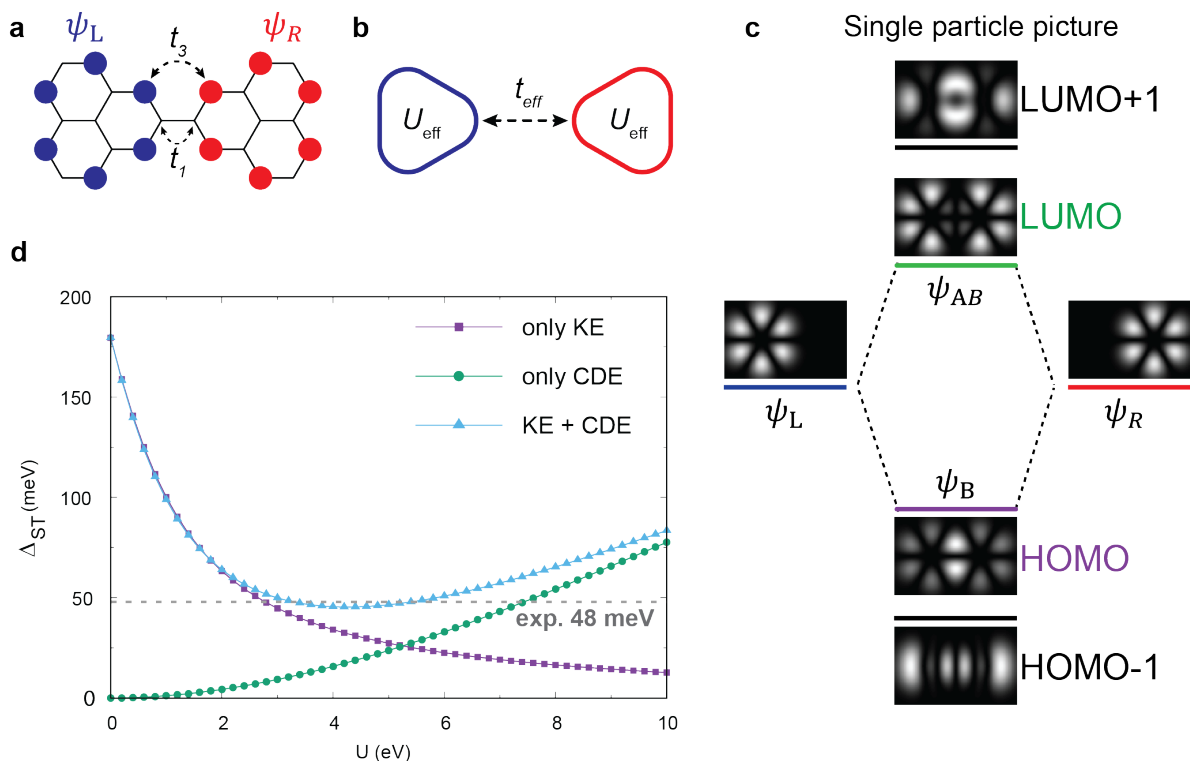 a
ψL
ψR
t3
t1
b
Ueff
teff
Ueff
c
Single particle picture
LUMO+1
LUMO
ψAB
ψL
ψR
ψB
HOMO
HOMO-1
d
200
150
100
50
0
ΔST (meV)
only KE
only CDE
KE + CDE
exp. 48 meV
0 2 4 6 8 10
U (eV)